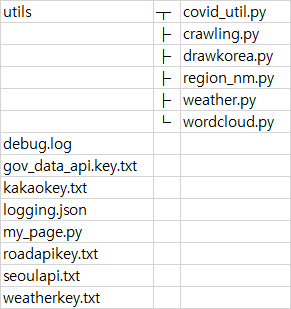 utils ┬ covid_util.py
├ crawling.py
├ drawkorea.py
├ region_nm.py
├ weather.py
└ wordcloud.py
debug.log
gov_data_api.key.txt
kakaokey.txt
logging.json
my_page.py
roadapikey.txt
seoulapi.txt
weatherkey.txt